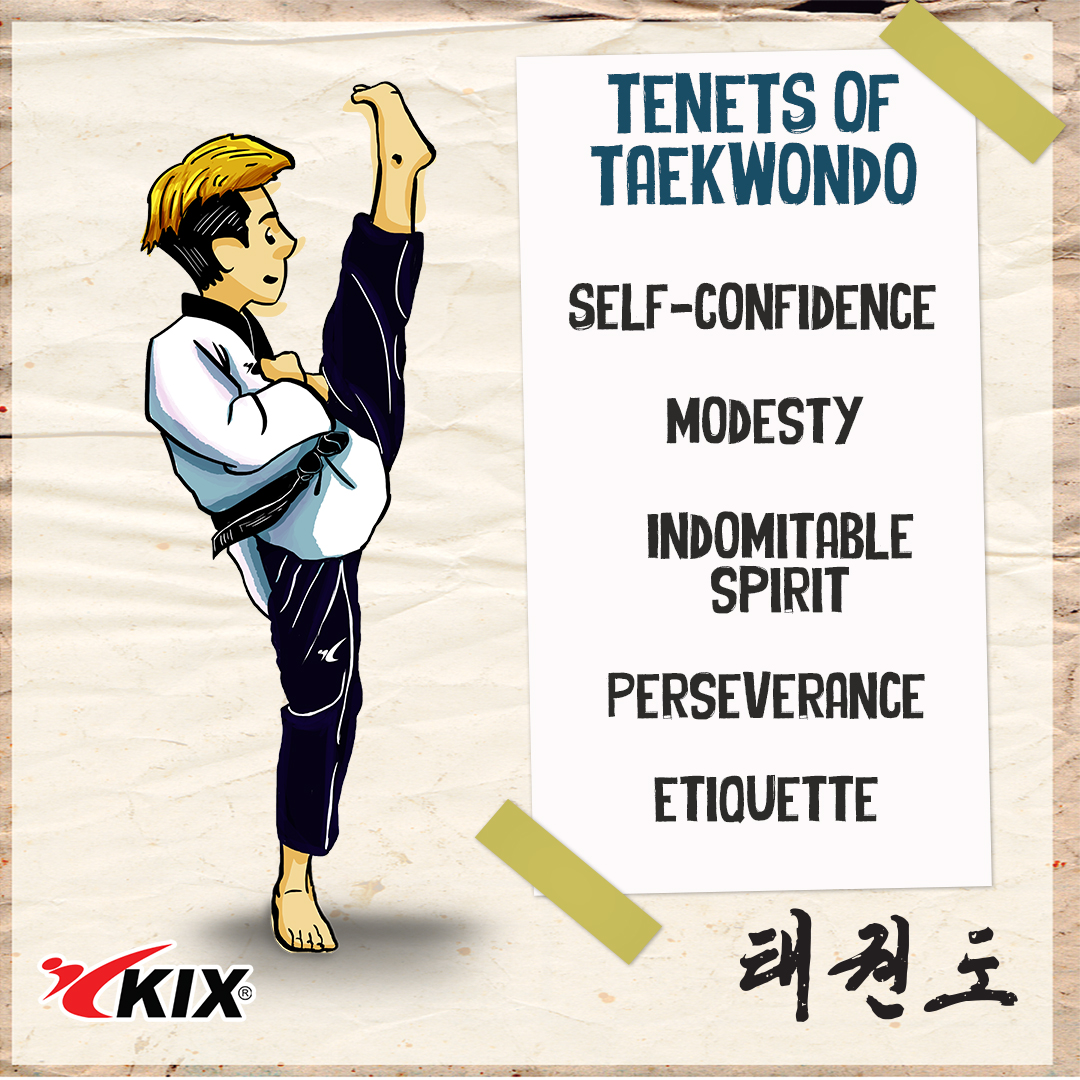 TENETS OF
TAEKWONDO
SELF-CONFIDENCE
MODESTY
INDOMITABLE
SPIRIT
PERSEVERANCE
ETIQUETTE
태권도
KIX®